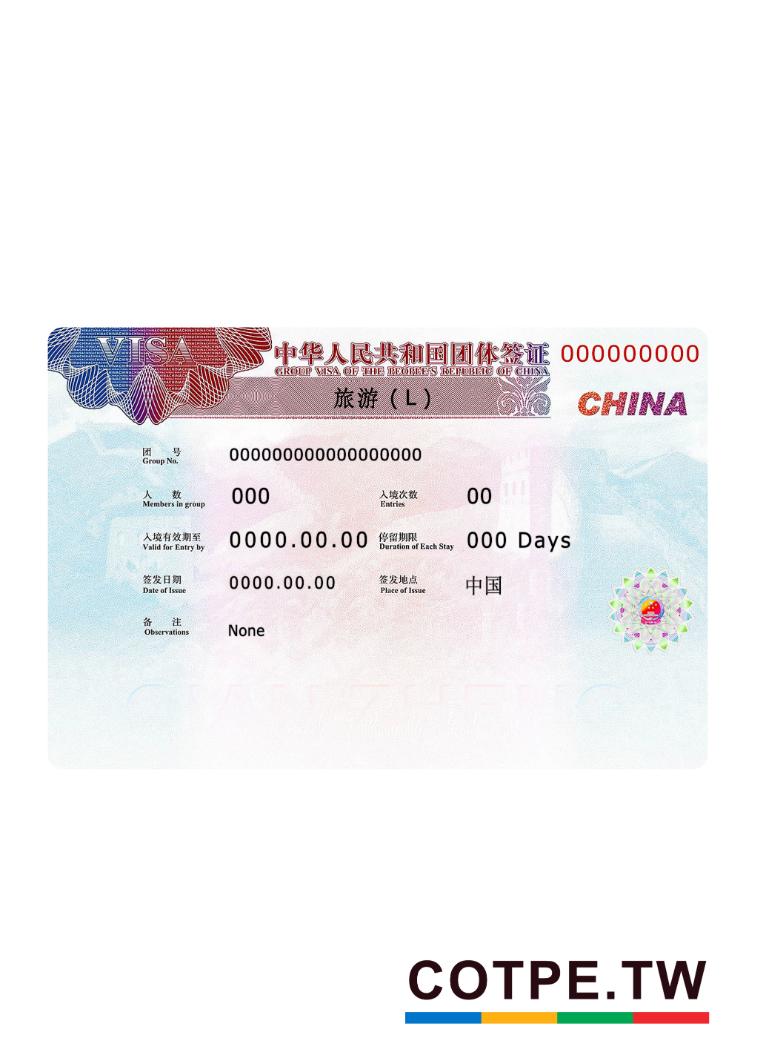 VISA
中华人民共和国团体签证 000000000
GROUP VISA OF THE PEOPLE'S REPUBLIC OF CHINA
旅游 ( L )
CHINA
团 号
Group No.
0000000000000000000
人 数
Members in group
000
入境次数
Entries
00
入境有效期至
Valid for Entry by
0000.00.00
停留期限
Duration of Each Stay
000 Days
签发日期
Date of Issue
0000.00.00
签发地点
Place of Issue
中国
备 注
Observations
None
QIANZHENG
COTPE.TW